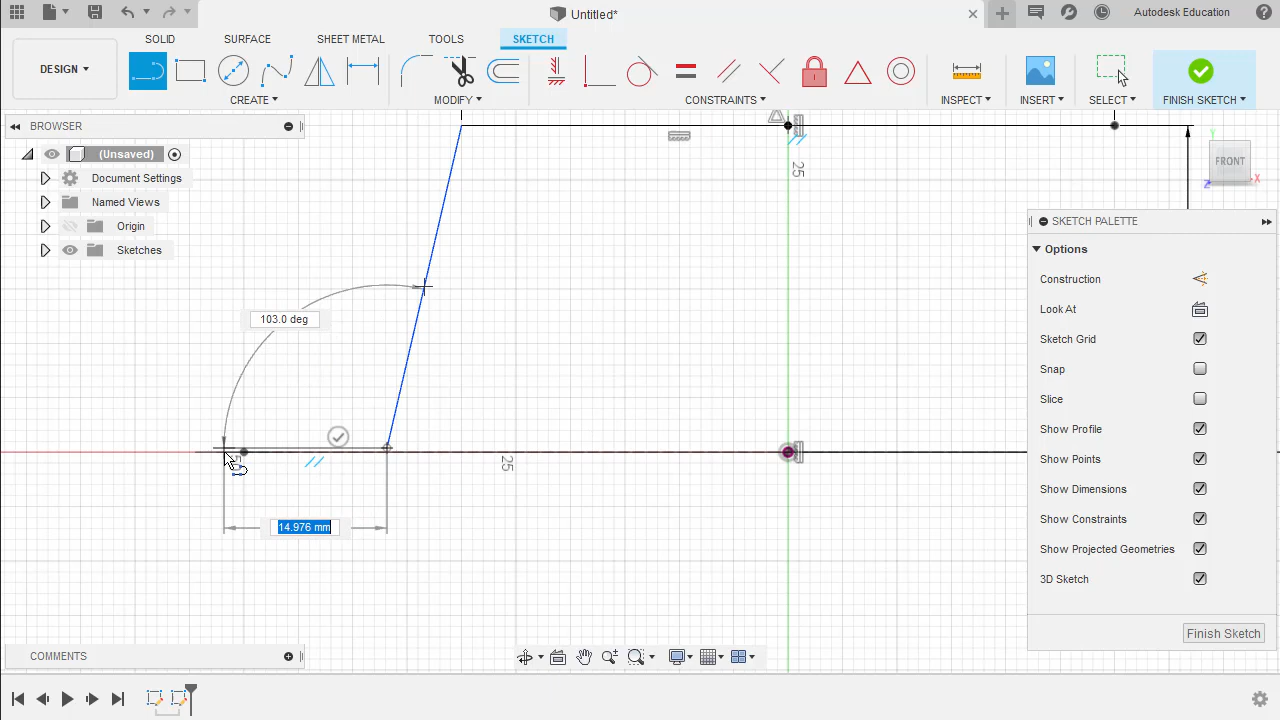 Untitled*
Autodesk Education
SOLID
SURFACE
SHEET METAL
TOOLS
SKETCH
DESIGN
CREATE
MODIFY
CONSTRAINTS
INSPECT
INSERT
SELECT
FINISH SKETCH
BROWSER
(Unsaved)
Document Settings
Named Views
Origin
Sketches
25
FRONT
Y
X
Z
SKETCH PALETTE
Options
Construction
Look At
Sketch Grid
Snap
Slice
Show Profile
Show Points
Show Dimensions
Show Constraints
Show Projected Geometries
3D Sketch
Finish Sketch
103.0 deg
25
14.976 mm
COMMENTS